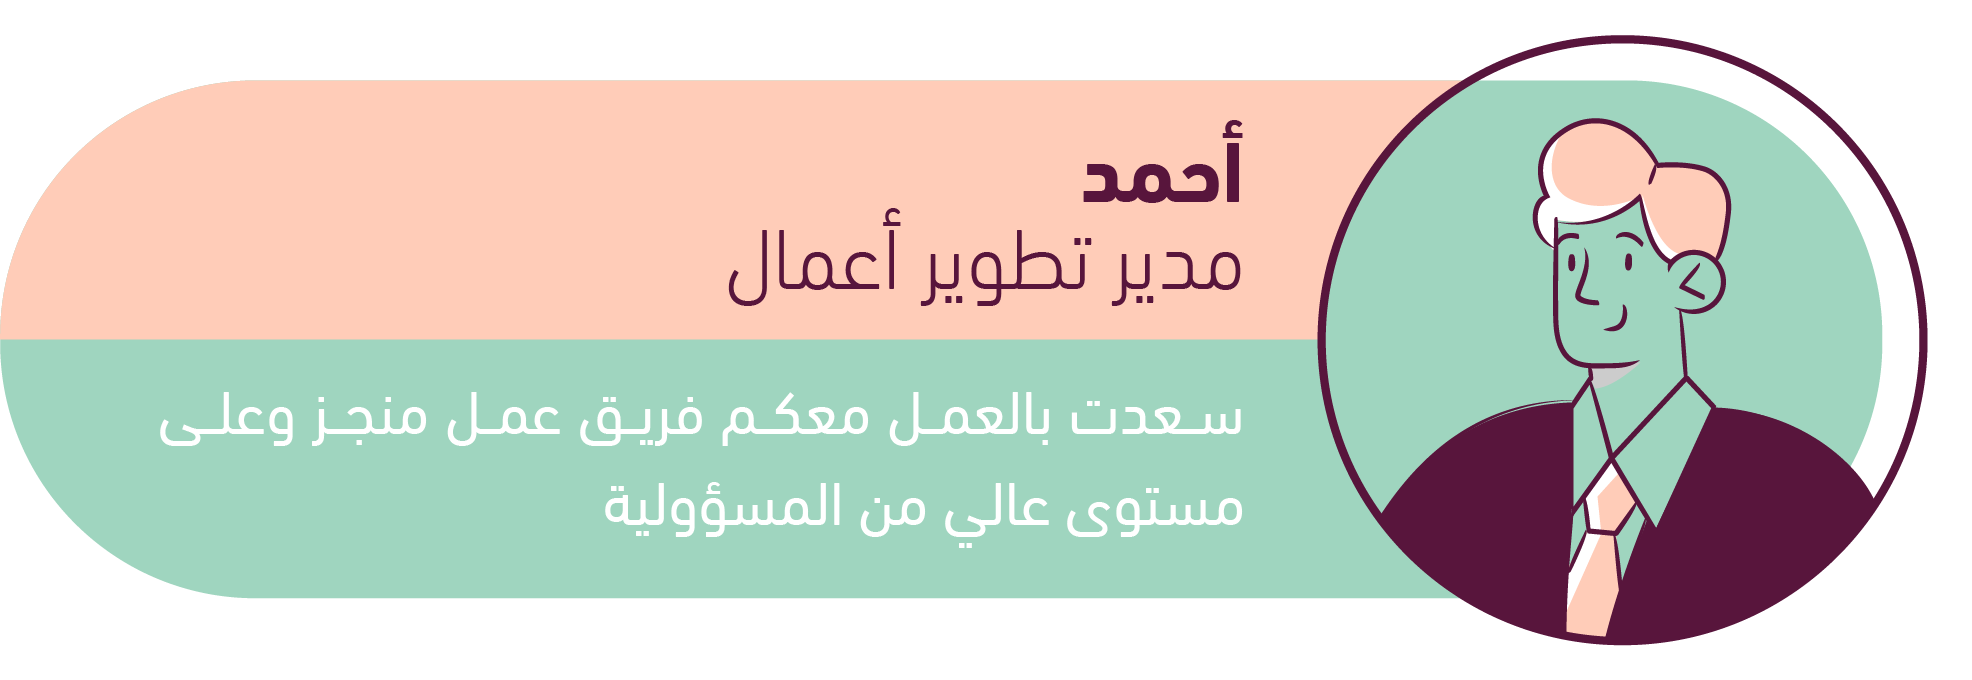 أحمد
مدير تطوير أعمال
سعدت بالعمل معكم فريق عمل منجز وعلى
مستوى عالي من المسؤولية